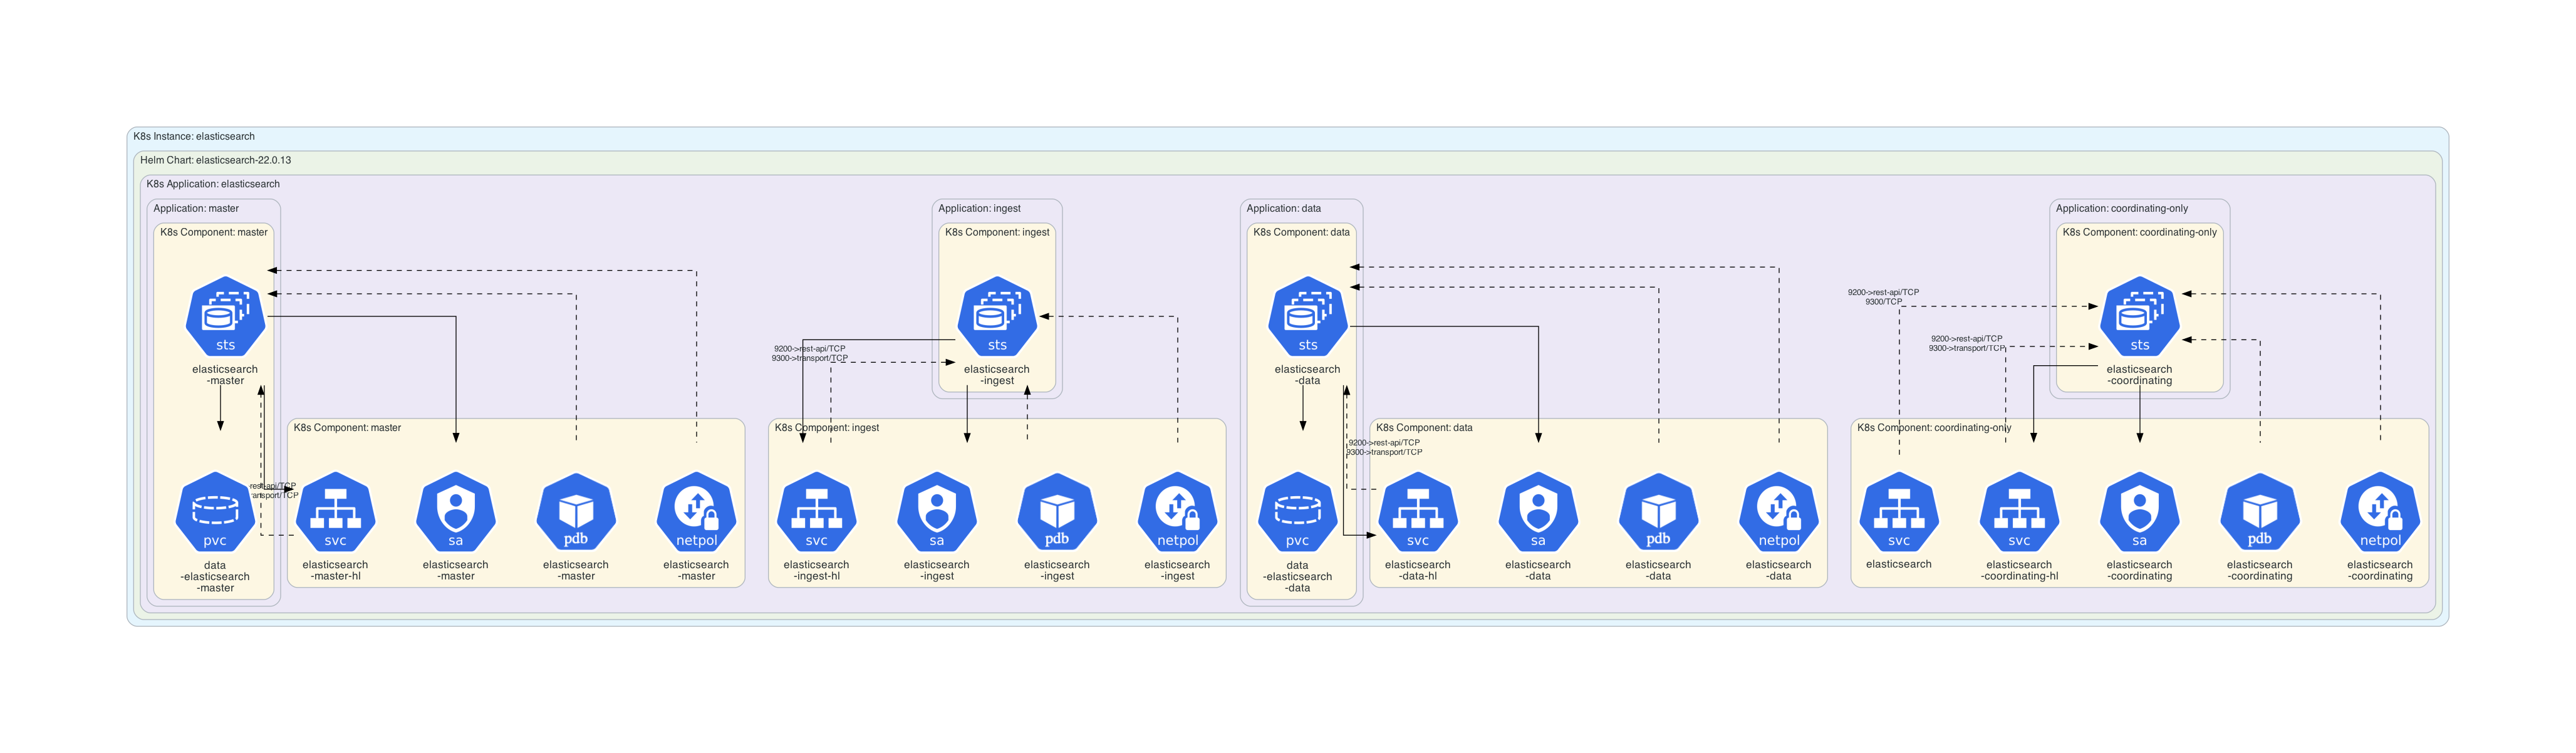 K8s Instance: elasticsearch
Helm Chart: elasticsearch-22.0.13
K8s Application: elasticsearch
Application: master
K8s Component: master
sts
elasticsearch
-master
pvc
data
-elasticsearch
-master
rest-api/TCP
K8s Component: master
svc
elasticsearch
-master-hl
sa
elasticsearch
-master
pdb
elasticsearch
-master
netpol
elasticsearch
-master
Application: ingest
K8s Component: ingest
sts
elasticsearch
-ingest
9200->rest-api/TCP
9300->transport/TCP
K8s Component: ingest
svc
elasticsearch
-ingest-hl
sa
elasticsearch
-ingest
pdb
elasticsearch
-ingest
netpol
elasticsearch
-ingest
Application: data
K8s Component: data
sts
elasticsearch
-data
pvc
data
-elasticsearch
-data
9200->rest-api/TCP
9300->transport/TCP
K8s Component: data
svc
elasticsearch
-data-hl
sa
elasticsearch
-data
pdb
elasticsearch
-data
netpol
elasticsearch
-data
Application: coordinating-only
K8s Component: coordinating-only
sts
elasticsearch
-coordinating
9200->rest-api/TCP
9300/TCP
9200->rest-api/TCP
9300->transport/TCP
K8s Component: coordinating-only
svc
elasticsearch
svc
elasticsearch
-coordinating-hl
sa
elasticsearch
-coordinating
pdb
elasticsearch
-coordinating
netpol
elasticsearch
-coordinating